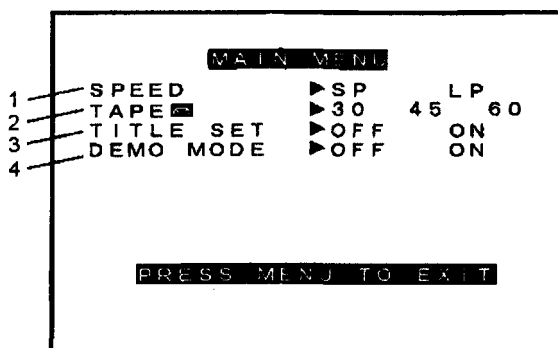 MAIN MENU
1 SPEED ▶SP LP
2 TAPE ▶30 45 60
3 TITLE SET ▶OFF ON
4 DEMO MODE ▶OFF ON
PRESS MENU TO EXIT